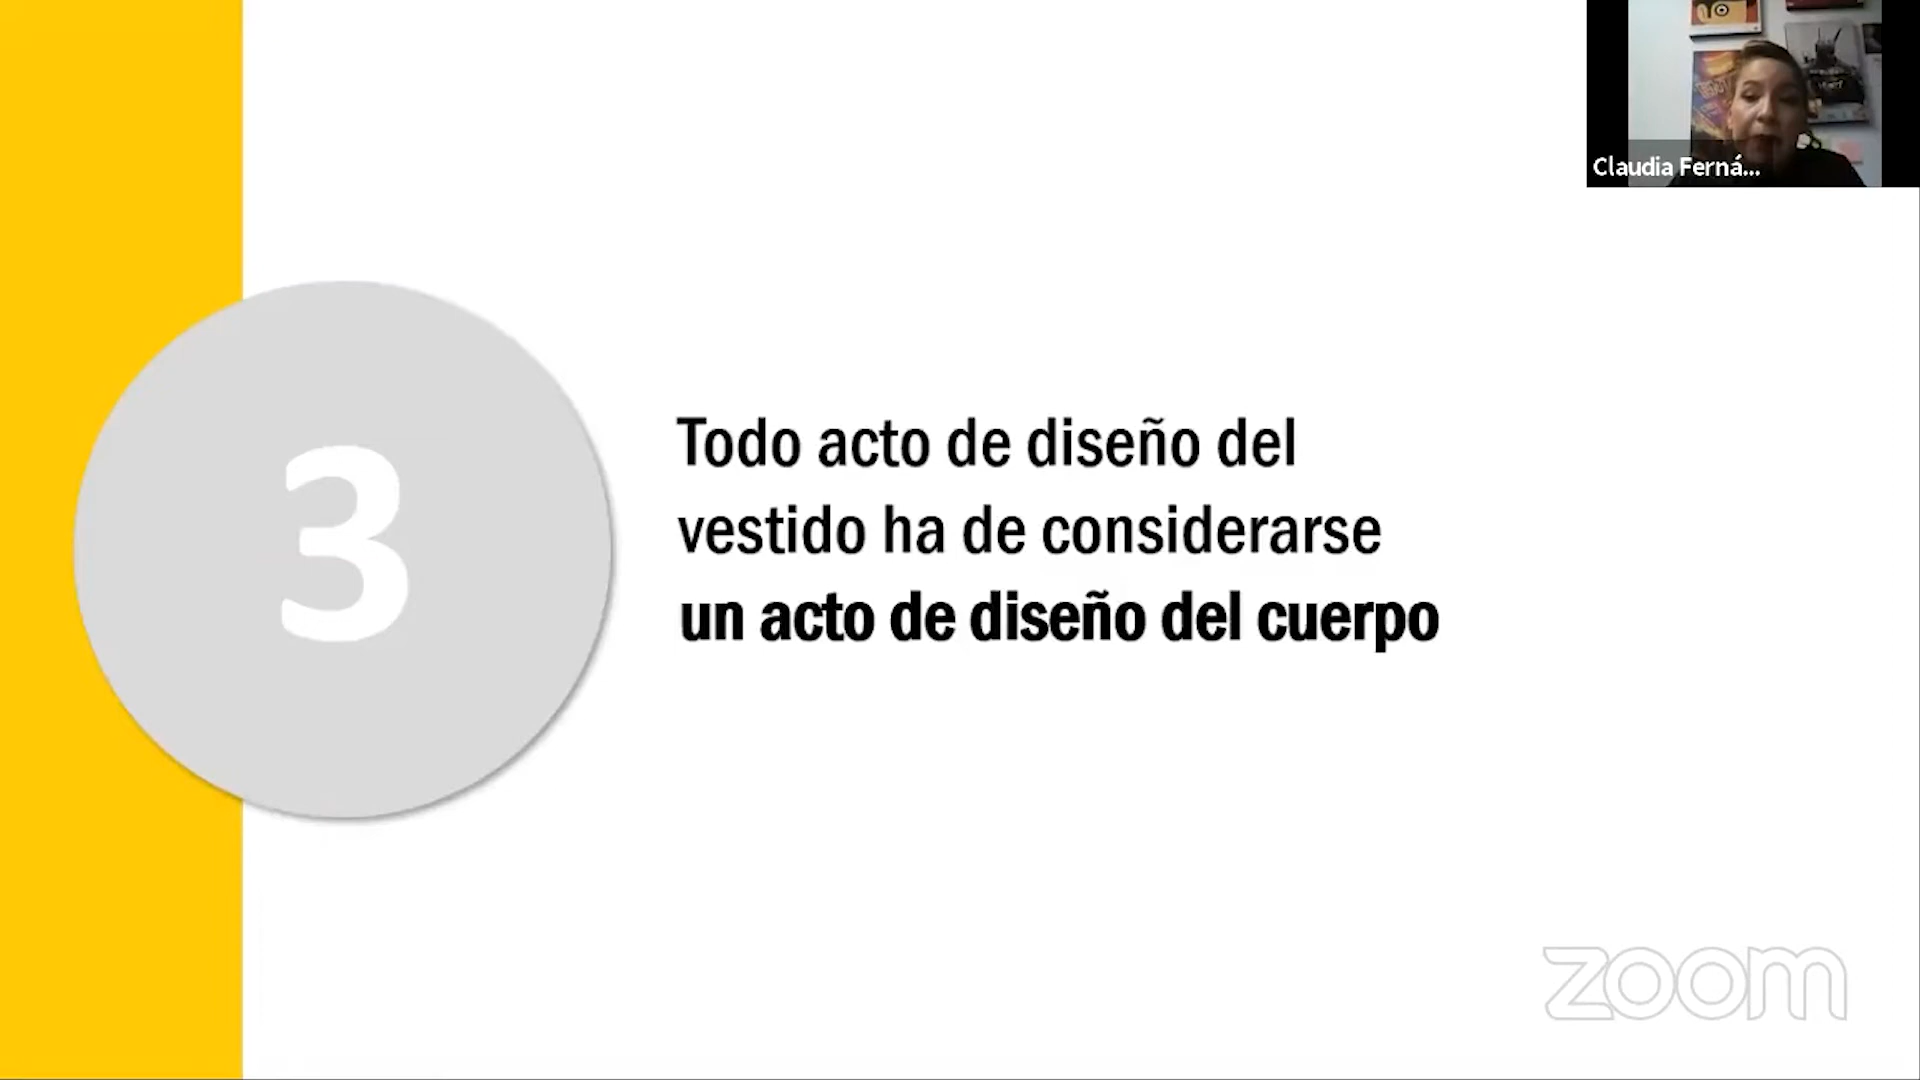 Claudia Ferná...
3
Todo acto de diseño del
vestido ha de considerarse
un acto de diseño del cuerpo
zoom